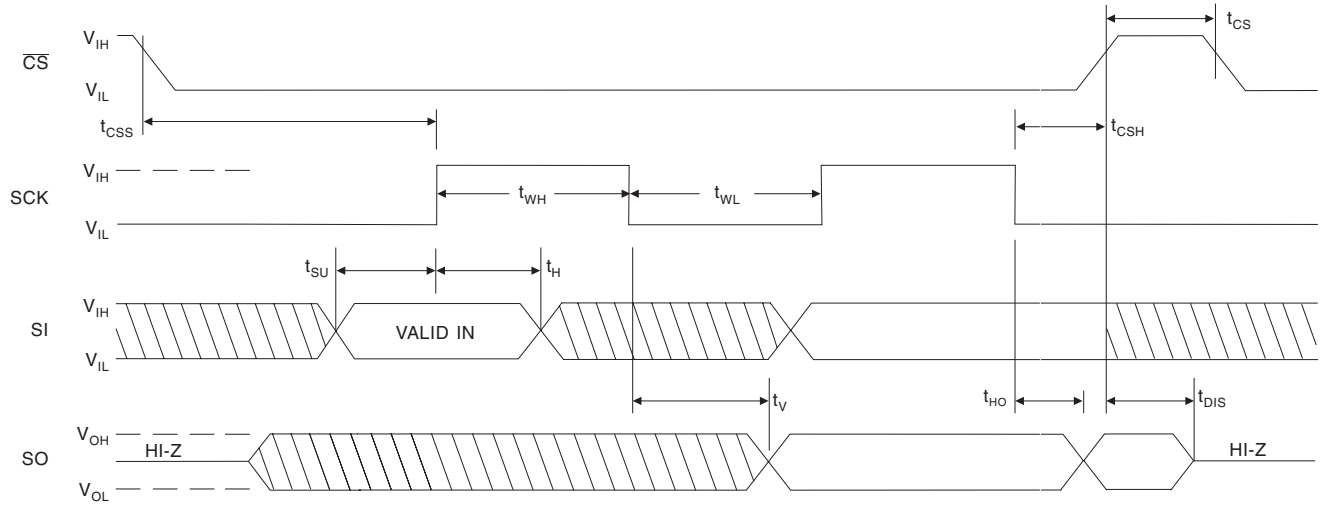 V_IH
t_CS
CS
V_IL
t_CSS
t_CSH
V_IH
SCK
t_WH
t_WL
V_IL
t_SU
t_H
V_IH
SI
VALID IN
V_IL
t_V
t_HO
t_DIS
V_OH
SO
HI-Z
HI-Z
V_OL